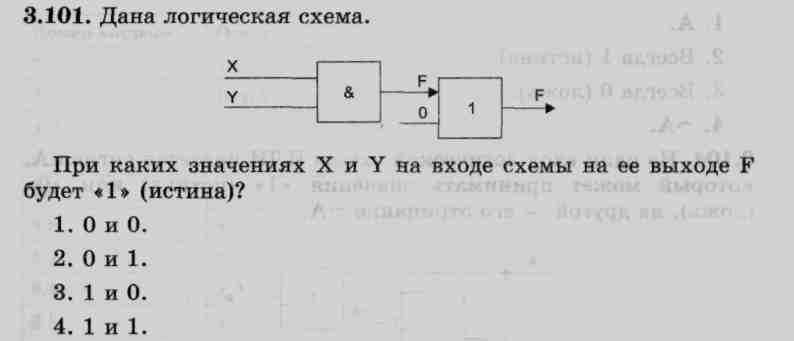 3.101. Дана логическая схема.
X
Y
&
F
0
1
F
При каких значениях X и Y на входе схемы на ее выходе F
будет «1» (истина)?
1. 0 и 0.
2. 0 и 1.
3. 1 и 0.
4. 1 и 1.